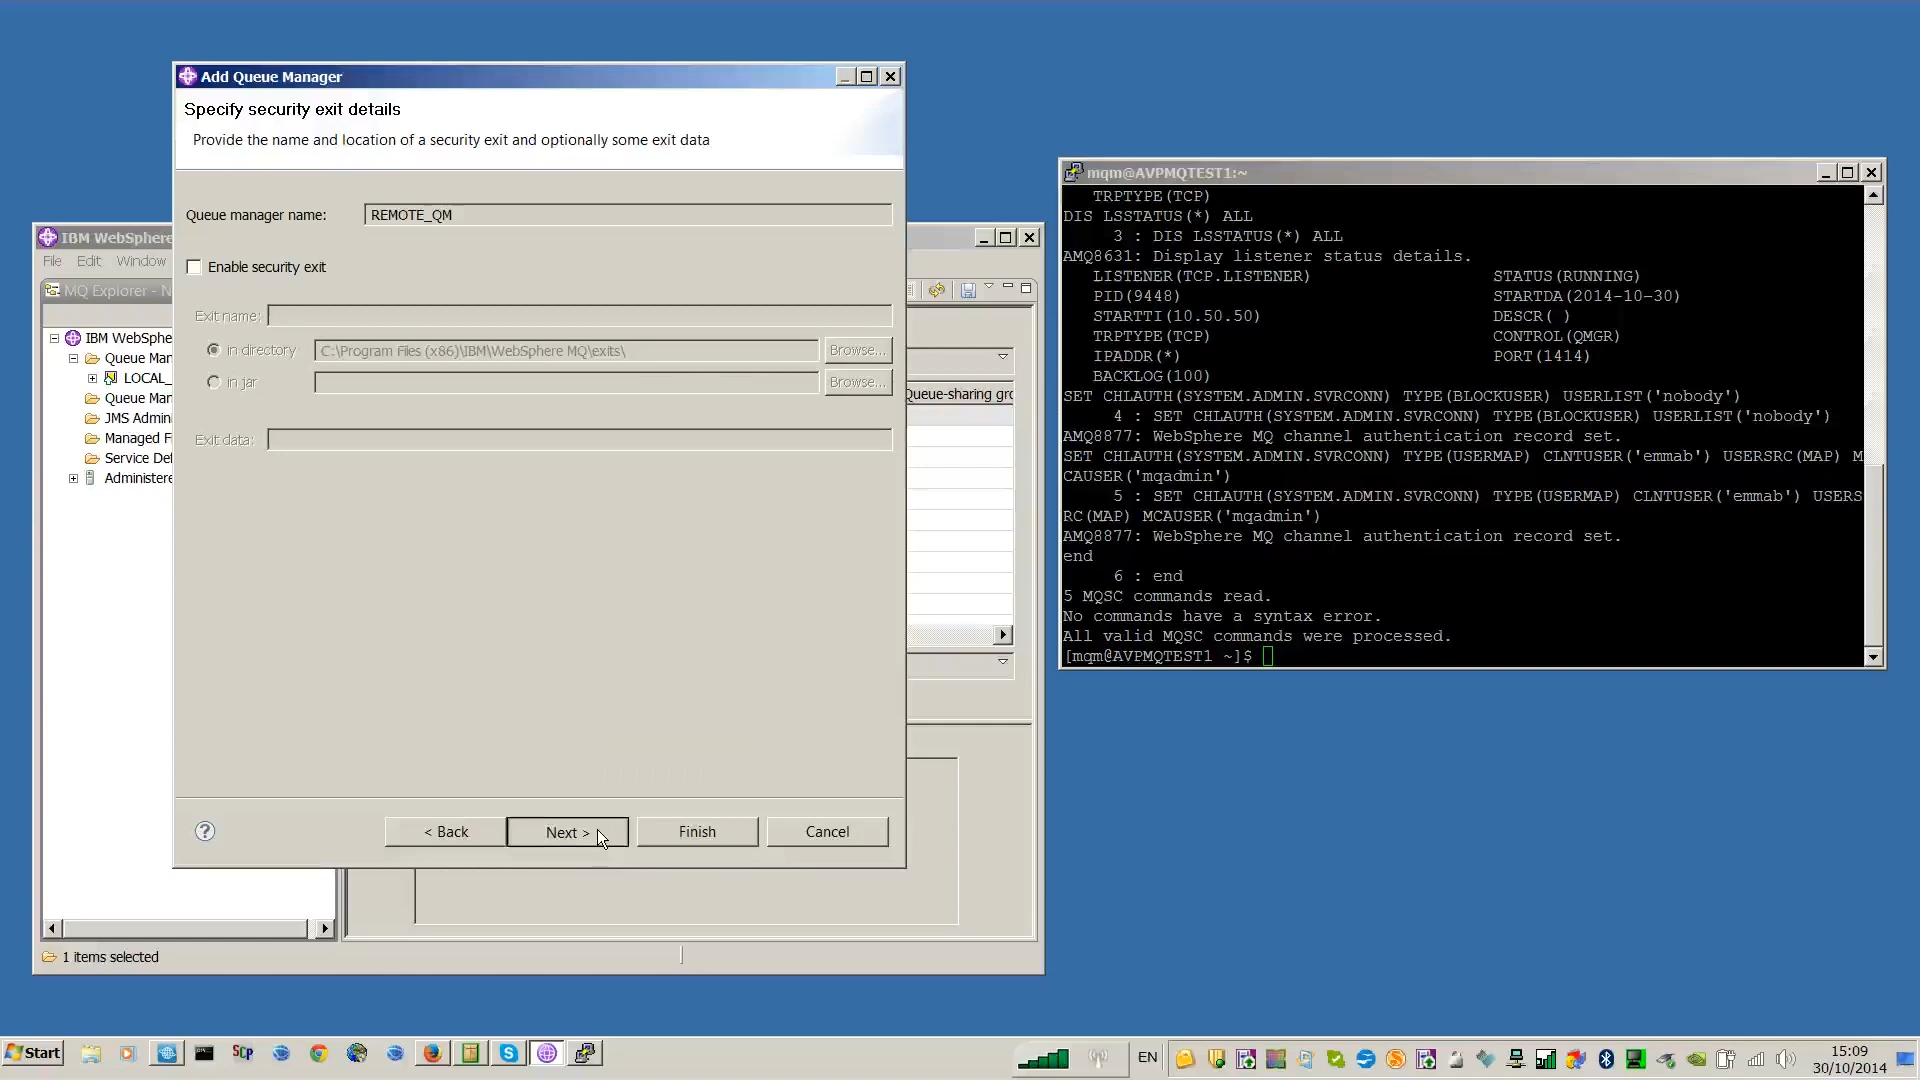 Add Queue Manager
Specify security exit details
Provide the name and location of a security exit and optionally some exit data
Queue manager name:
REMOTE_QM
Enable security exit
Exit name:
in directory
C:\Program Files (x86)\IBM\WebSphere MQ\exits\
Browse...
in jar
Browse...
Exit data:
?
< Back
Next >
Finish
Cancel
IBM WebSphere
File Edit Window
MQ Explorer - N
IBM WebSphe
Queue Man
LOCAL_
Queue Man
JMS Admin
Managed F
Service Def
Administere
Queue-sharing gro
1 items selected
mqm@AVPMQTEST1:~
TRPTYPE(TCP)
DIS LSSTATUS(*) ALL
3 : DIS LSSTATUS(*) ALL
AMQ8631: Display listener status details.
LISTENER(TCP.LISTENER) STATUS(RUNNING)
PID(9448) STARTDA(2014-10-30)
STARTTI(10.50.50) DESCR( )
TRPTYPE(TCP) CONTROL(QMGR)
IPADDR(*) PORT(1414)
BACKLOG(100)
SET CHLAUTH(SYSTEM.ADMIN.SVRCONN) TYPE(BLOCKUSER) USERLIST('nobody')
4 : SET CHLAUTH(SYSTEM.ADMIN.SVRCONN) TYPE(BLOCKUSER) USERLIST('nobody')
AMQ8877: WebSphere MQ channel authentication record set.
SET CHLAUTH(SYSTEM.ADMIN.SVRCONN) TYPE(USERMAP) CLNTUSER('emmab') USERSRC(MAP) M
CAUSER('mqadmin')
5 : SET CHLAUTH(SYSTEM.ADMIN.SVRCONN) TYPE(USERMAP) CLNTUSER('emmab') USERS
RC(MAP) MCAUSER('mqadmin')
AMQ8877: WebSphere MQ channel authentication record set.
end
6 : end
5 MQSC commands read.
No commands have a syntax error.
All valid MQSC commands were processed.
[mqm@AVPMQTEST1 ~]$
Start
SCP
EN
15:09
30/10/2014